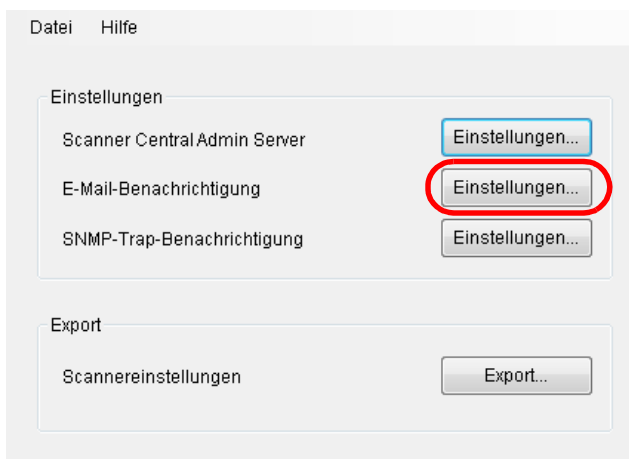 Datei Hilfe
Einstellungen
Scanner Central Admin Server Einstellungen...
E-Mail-Benachrichtigung Einstellungen...
SNMP-Trap-Benachrichtigung Einstellungen...
Export
Scannereinstellungen Export...